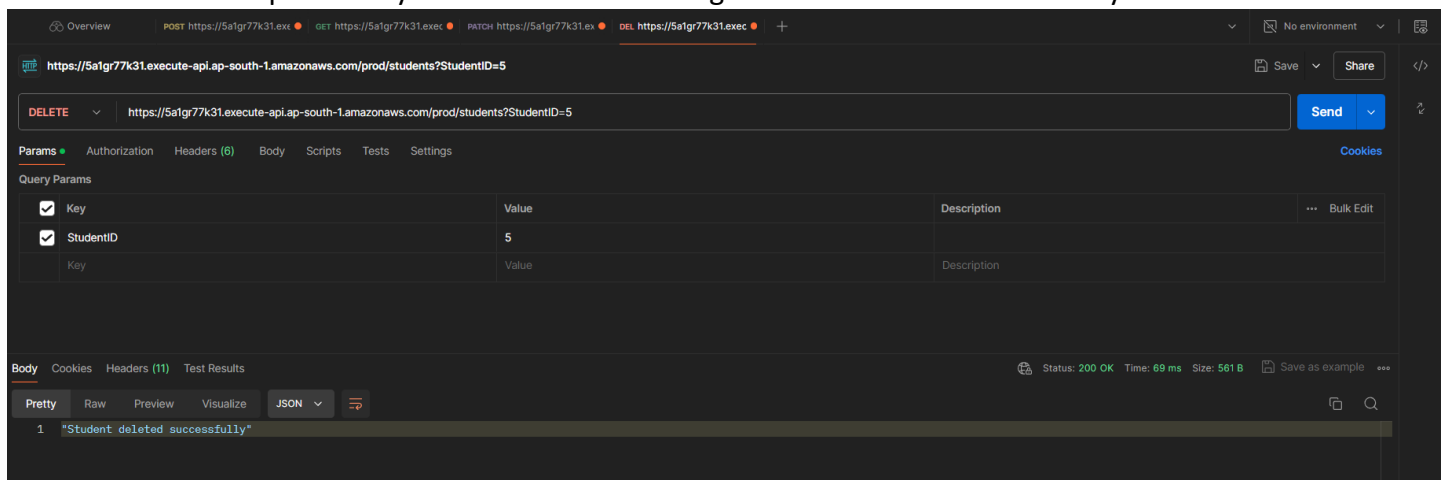 Overview POST https://5a1gr77k31.exe GET https://5a1gr77k31.exec PATCH https://5a1gr77k31.ex DEL https://5a1gr77k31.exec + No environment
HTTP https://5a1gr77k31.execute-api.ap-south-1.amazonaws.com/prod/students?StudentID=5 Save Share </>
DELETE https://5a1gr77k31.execute-api.ap-south-1.amazonaws.com/prod/students?StudentID=5 Send
Params Authorization Headers (6) Body Scripts Tests Settings Cookies
Query Params
Key Value Description ... Bulk Edit
StudentID 5
Key Value Description
Body Cookies Headers (11) Test Results Status: 200 OK Time: 69 ms Size: 561 B Save as example
Pretty Raw Preview Visualize JSON
1 "Student deleted successfully"